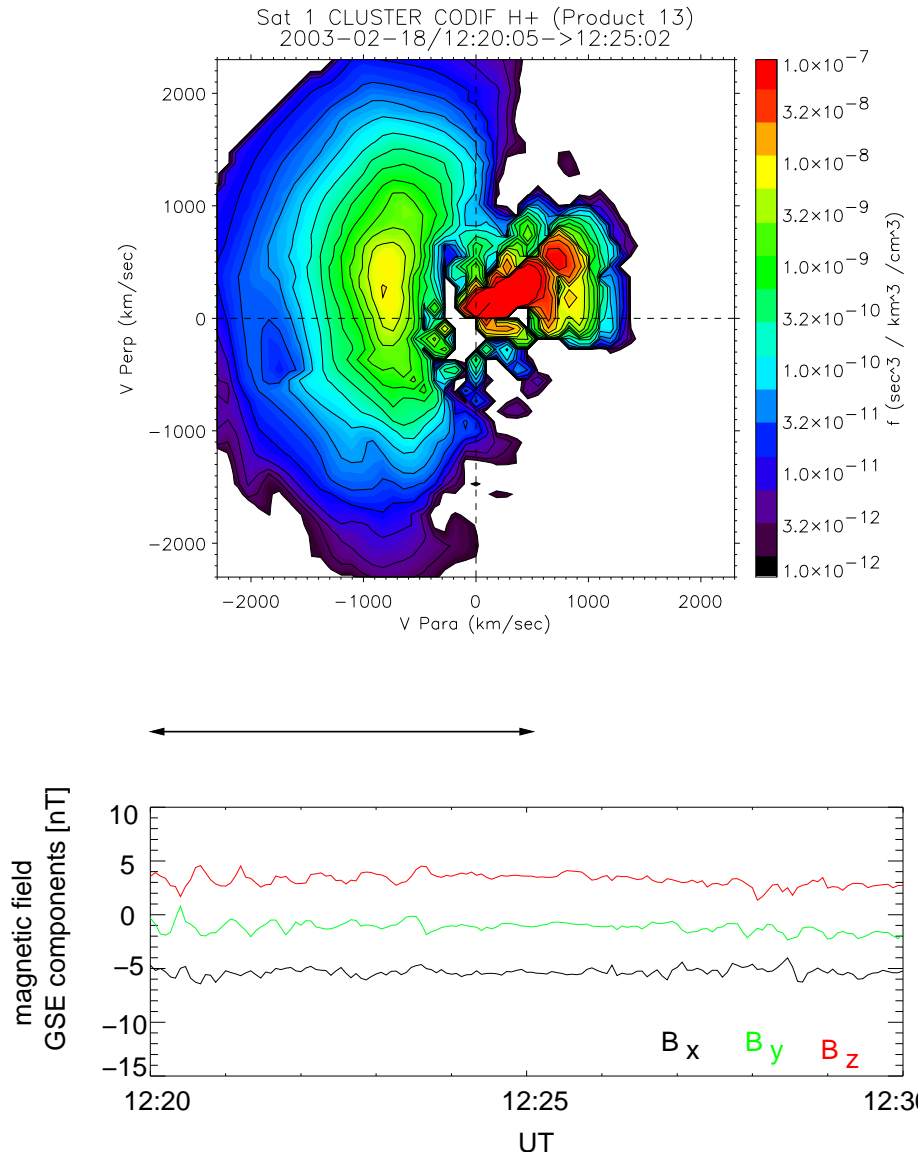 Sat 1 CLUSTER CODIF H+ (Product 13)
2003-02-18/12:20:05->12:25:02
2000
1000
0
−1000
−2000
V Perp (km/sec)
−2000 −1000 0 1000 2000
V Para (km/sec)
1.0×10−7
3.2×10−8
1.0×10−8
3.2×10−9
1.0×10−9
3.2×10−10
1.0×10−10
3.2×10−11
1.0×10−11
3.2×10−12
1.0×10−12
f (sec^3 / km^3 /cm^3)
10
5
0
−5
−10
−15
magnetic field
GSE components [nT]
B x B y B z
12:20 12:25 12:30
UT